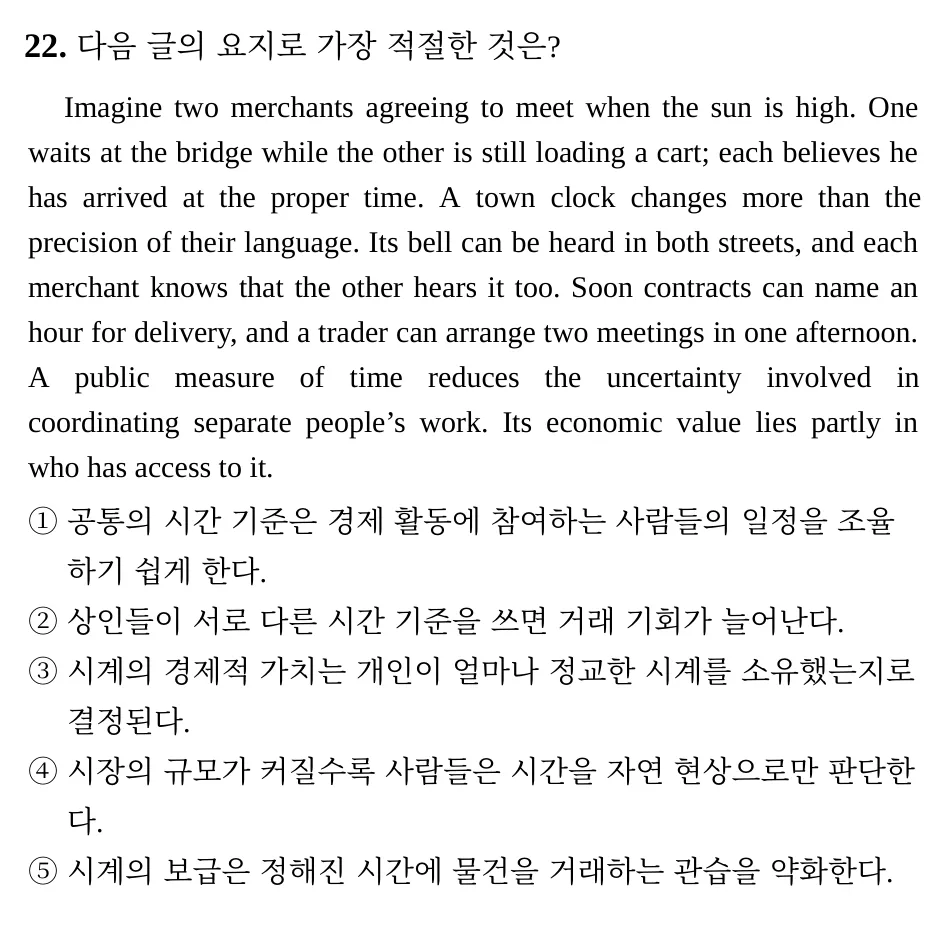 22. 다음 글의 요지로 가장 적절한 것은?
Imagine two merchants agreeing to meet when the sun is high. One
waits at the bridge while the other is still loading a cart; each believes he
has arrived at the proper time. A town clock changes more than the
precision of their language. Its bell can be heard in both streets, and each
merchant knows that the other hears it too. Soon contracts can name an
hour for delivery, and a trader can arrange two meetings in one afternoon.
A public measure of time reduces the uncertainty involved in
coordinating separate people’s work. Its economic value lies partly in
who has access to it.
① 공통의 시간 기준은 경제 활동에 참여하는 사람들의 일정을 조율
하기 쉽게 한다.
② 상인들이 서로 다른 시간 기준을 쓰면 거래 기회가 늘어난다.
③ 시계의 경제적 가치는 개인이 얼마나 정교한 시계를 소유했는지로
결정된다.
④ 시장의 규모가 커질수록 사람들은 시간을 자연 현상으로만 판단한
다.
⑤ 시계의 보급은 정해진 시간에 물건을 거래하는 관습을 약화한다.